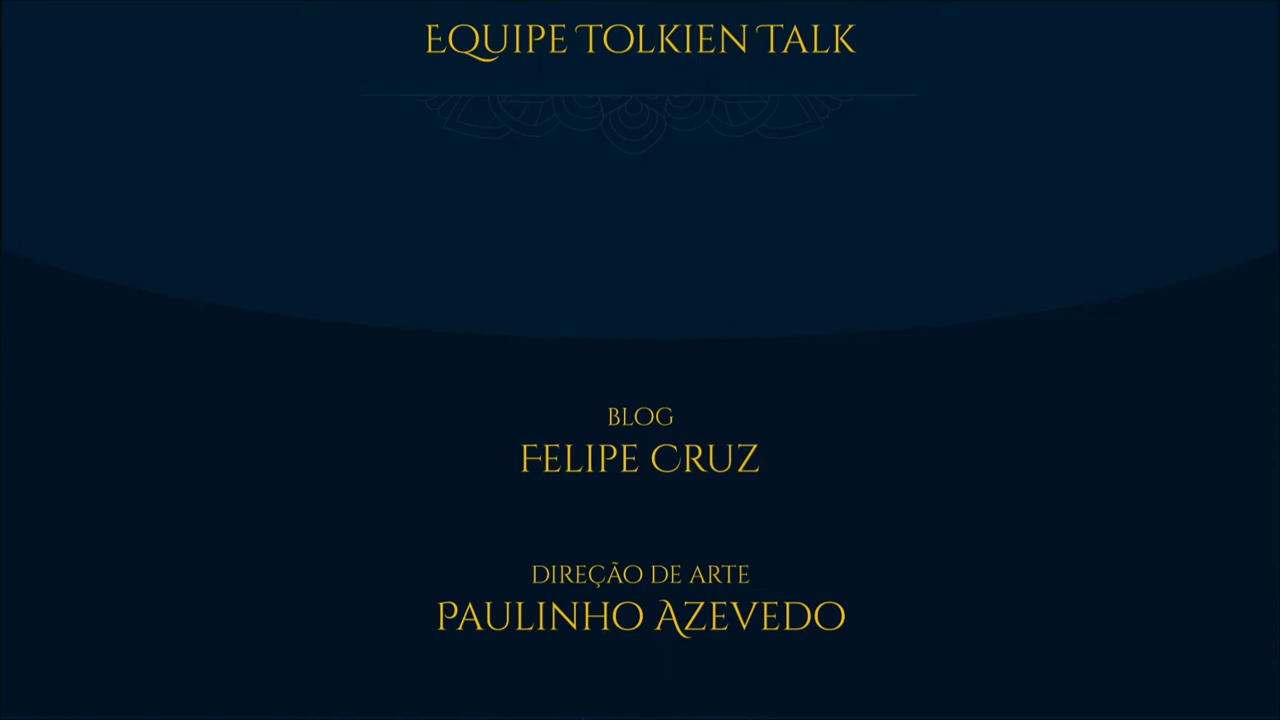 Equipe Tolkien Talk
Blog
Felipe Cruz
Direção de Arte
Paulinho Azevedo